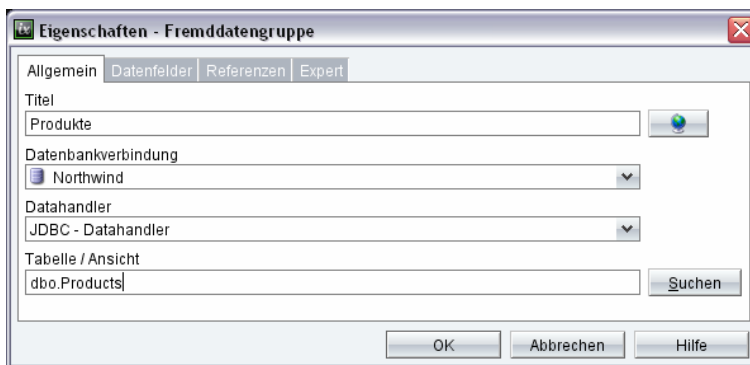 ix Eigenschaften - Fremddatengruppe
Allgemein Datenfelder Referenzen Expert
Titel
Produkte
Datenbankverbindung
Northwind
Datahandler
JDBC - Datahandler
Tabelle / Ansicht
dbo.Products
Suchen
OK Abbrechen Hilfe